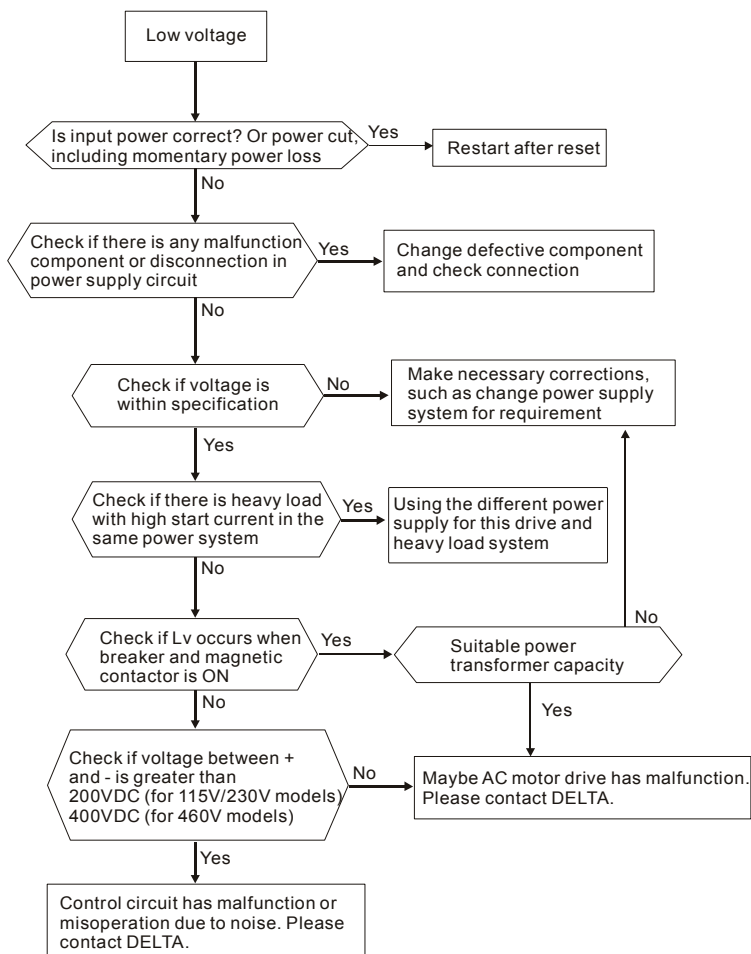 Low voltage
Is input power correct? Or power cut,
including momentary power loss
Yes
Restart after reset
No
Check if there is any malfunction
component or disconnection in
power supply circuit
Yes
Change defective component
and check connection
No
Check if voltage is
within specification
No
Make necessary corrections,
such as change power supply
system for requirement
Yes
Check if there is heavy load
with high start current in the
same power system
Yes
Using the different power
supply for this drive and
heavy load system
No
Check if Lv occurs when
breaker and magnetic
contactor is ON
Yes
Suitable power
transformer capacity
No
Yes
No
Check if voltage between +
and - is greater than
200VDC (for 115V/230V models)
400VDC (for 460V models)
No
Maybe AC motor drive has malfunction.
Please contact DELTA.
Yes
Control circuit has malfunction or
misoperation due to noise. Please
contact DELTA.